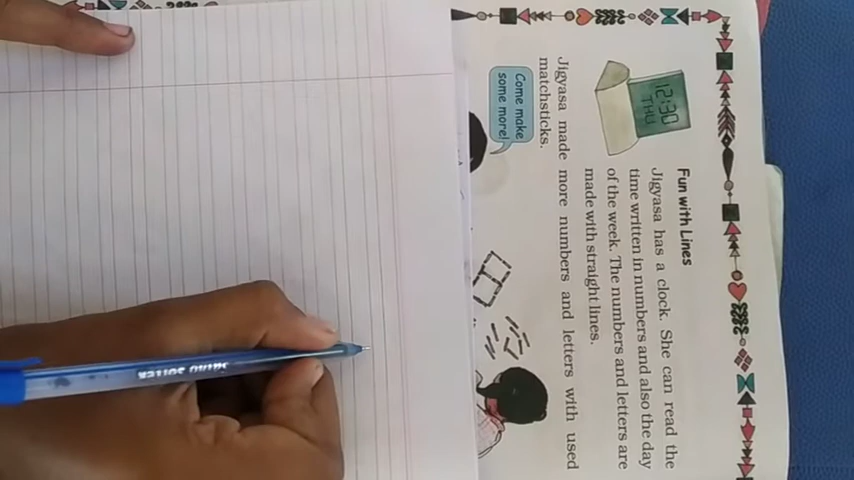 Fun with Lines
12:30
THU
Jigyasa has a clock. She can read the
time written in numbers and also the day
of the week. The numbers and letters are
made with straight lines.
Jigyasa made more numbers and letters with used
matchsticks.
Come make
some more!